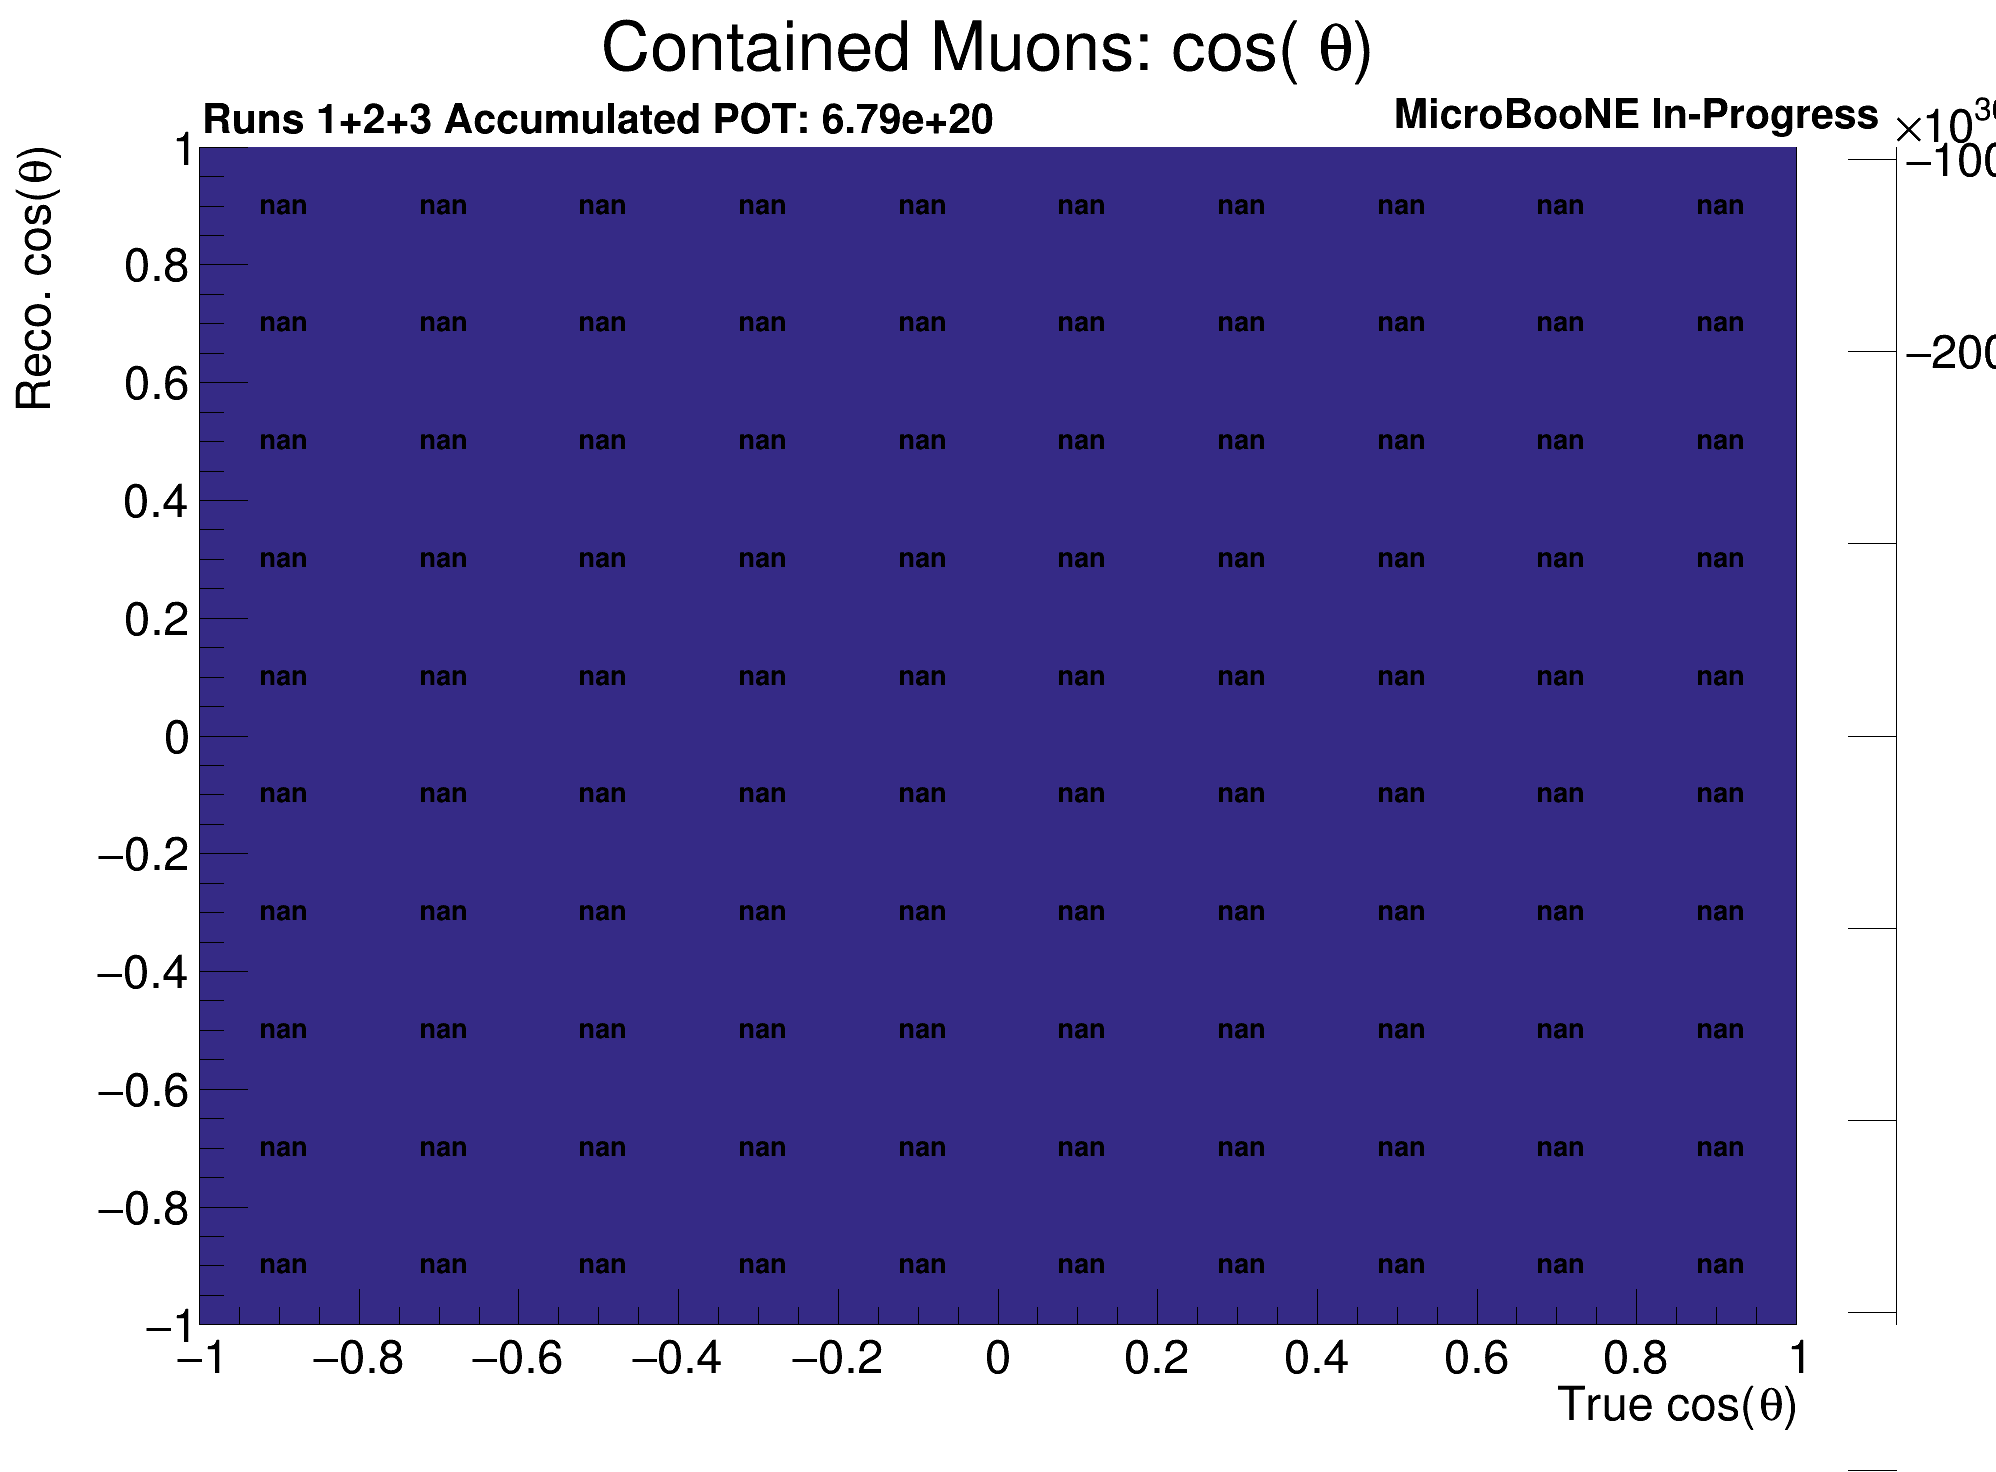 Contained Muons: cos( θ)
Runs 1+2+3 Accumulated POT: 6.79e+20
MicroBooNE In-Progress
×10
Reco. cos(θ)
1
nan nan nan nan nan nan nan nan nan nan
0.8
nan nan nan nan nan nan nan nan nan nan
0.6
nan nan nan nan nan nan nan nan nan nan
0.4
nan nan nan nan nan nan nan nan nan nan
0.2
nan nan nan nan nan nan nan nan nan nan
0
nan nan nan nan nan nan nan nan nan nan
−0.2
nan nan nan nan nan nan nan nan nan nan
−0.4
nan nan nan nan nan nan nan nan nan nan
−0.6
nan nan nan nan nan nan nan nan nan nan
−0.8
nan nan nan nan nan nan nan nan nan nan
−1
−1 −0.8 −0.6 −0.4 −0.2 0 0.2 0.4 0.6 0.8 1
True cos(θ)
−100
−200